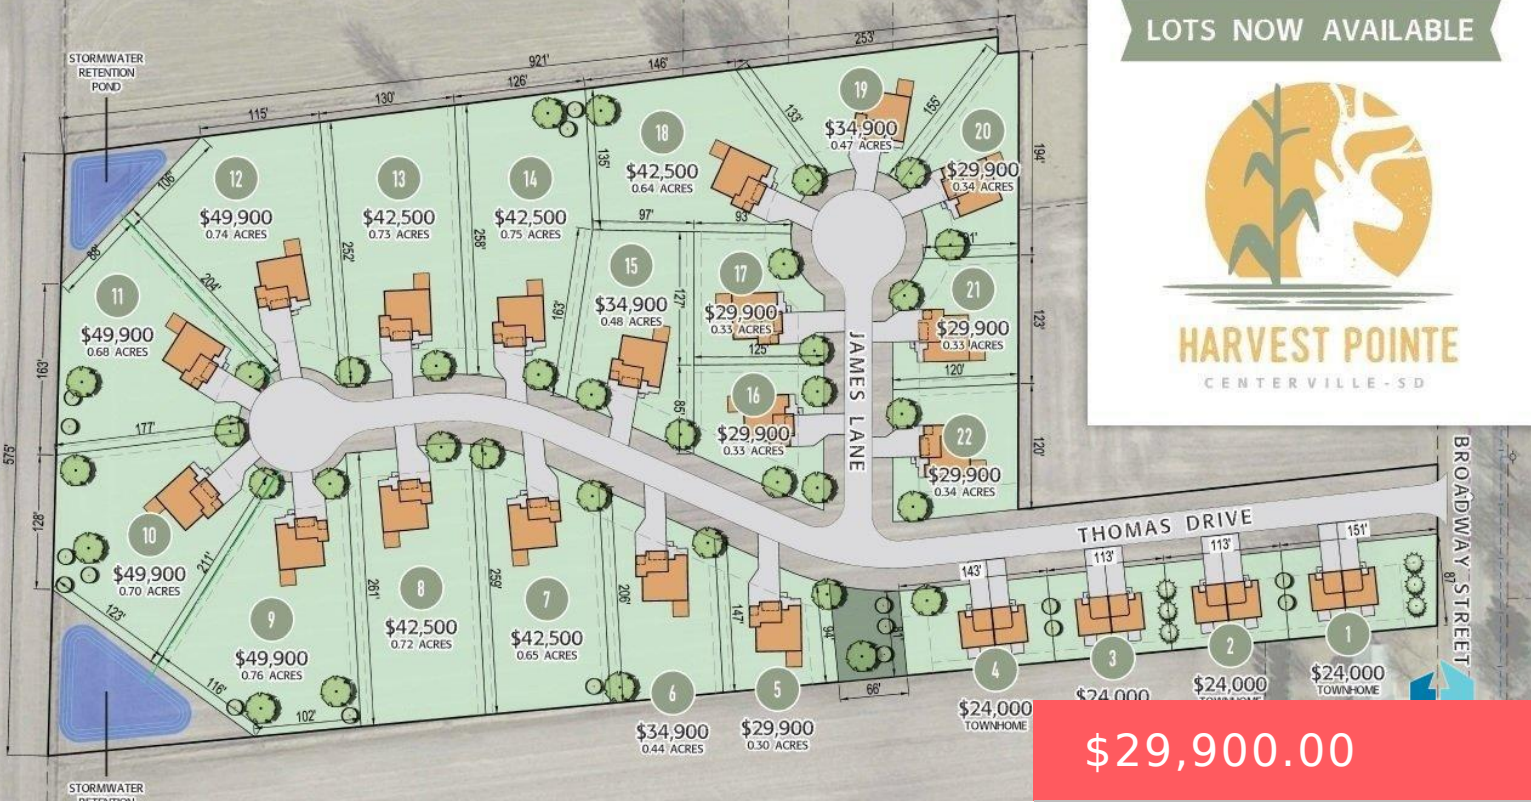 LOTS NOW AVAILABLE
HARVEST POINTE
CENTERVILLE-SD
STORMWATER
RETENTION
POND
921'
253'
115'
130'
126'
146'
106'
88'
204'
252'
258'
135'
133'
155'
194'
12
$49,900
0.74 ACRES
13
$42,500
0.73 ACRES
14
$42,500
0.75 ACRES
18
$42,500
0.64 ACRES
19
$34,900
0.47 ACRES
20
$29,900
0.34 ACRES
97'
93'
11
$49,900
0.68 ACRES
15
$34,900
0.48 ACRES
17
$29,900
0.33 ACRES
21
$29,900
0.33 ACRES
163'
163'
127'
125'
123'
120'
JAMES LANE
16
$29,900
0.33 ACRES
22
$29,900
0.34 ACRES
85'
120'
177'
575'
128'
10
$49,900
0.70 ACRES
123'
211'
9
$49,900
0.76 ACRES
116'
102'
261'
8
$42,500
0.72 ACRES
259'
7
$42,500
0.65 ACRES
206'
6
$34,900
0.44 ACRES
147'
5
$29,900
0.30 ACRES
94'
66'
THOMAS DRIVE
BROADWAY STREET
143'
113'
113'
151'
87'
4
$24,000
TOWNHOME
3
$24,000
2
$24,000
TOWNHOME
1
$24,000
TOWNHOME
STORMWATER
RETENTION
$29,900.00